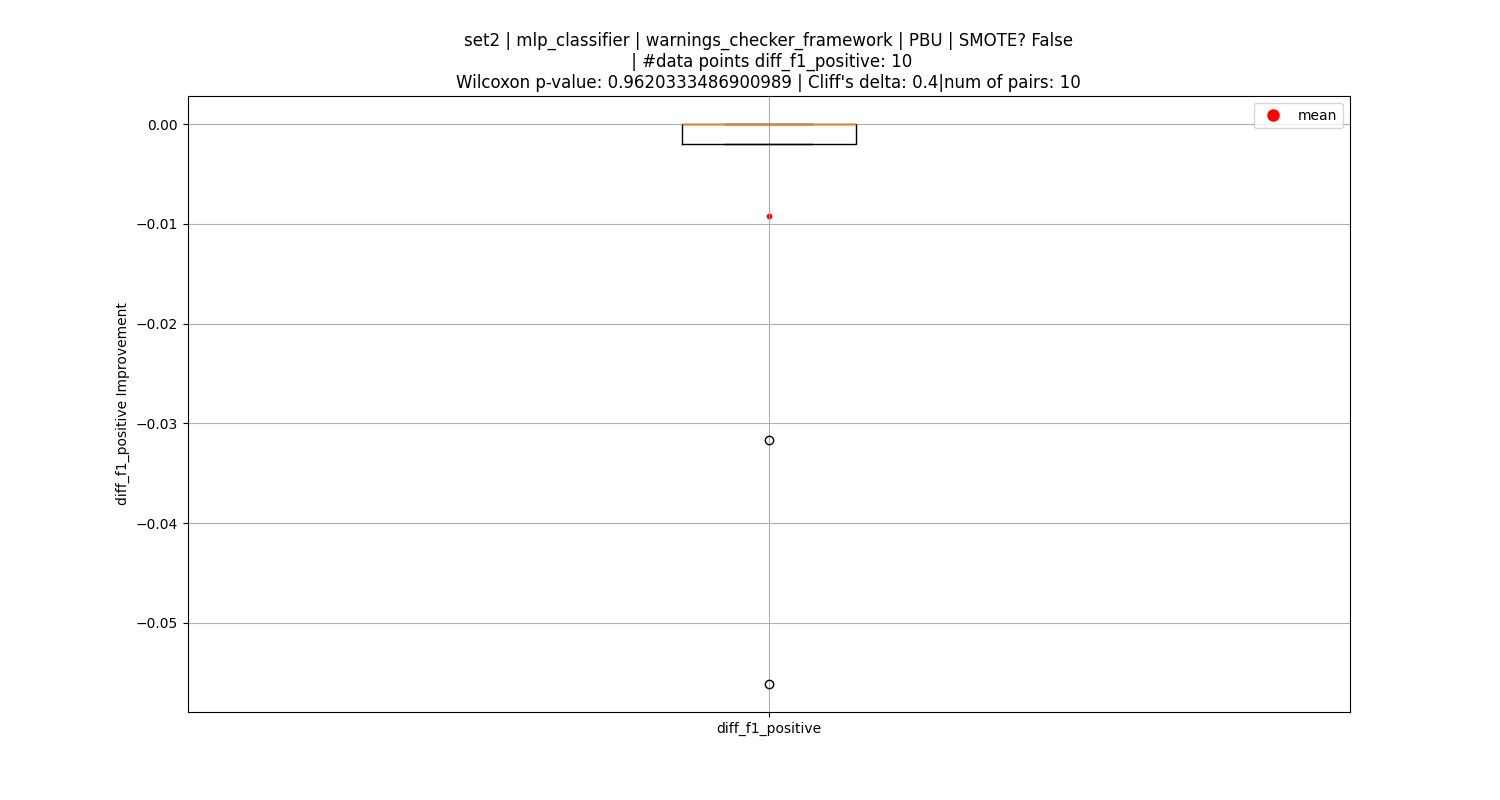 set2 | mlp_classifier | warnings_checker_framework | PBU | SMOTE? False
| #data points diff_f1_positive: 10
Wilcoxon p-value: 0.9620333486900989 | Cliff's delta: 0.4|num of pairs: 10
mean
0.00
−0.01
−0.02
−0.03
−0.04
−0.05
diff_f1_positive Improvement
diff_f1_positive